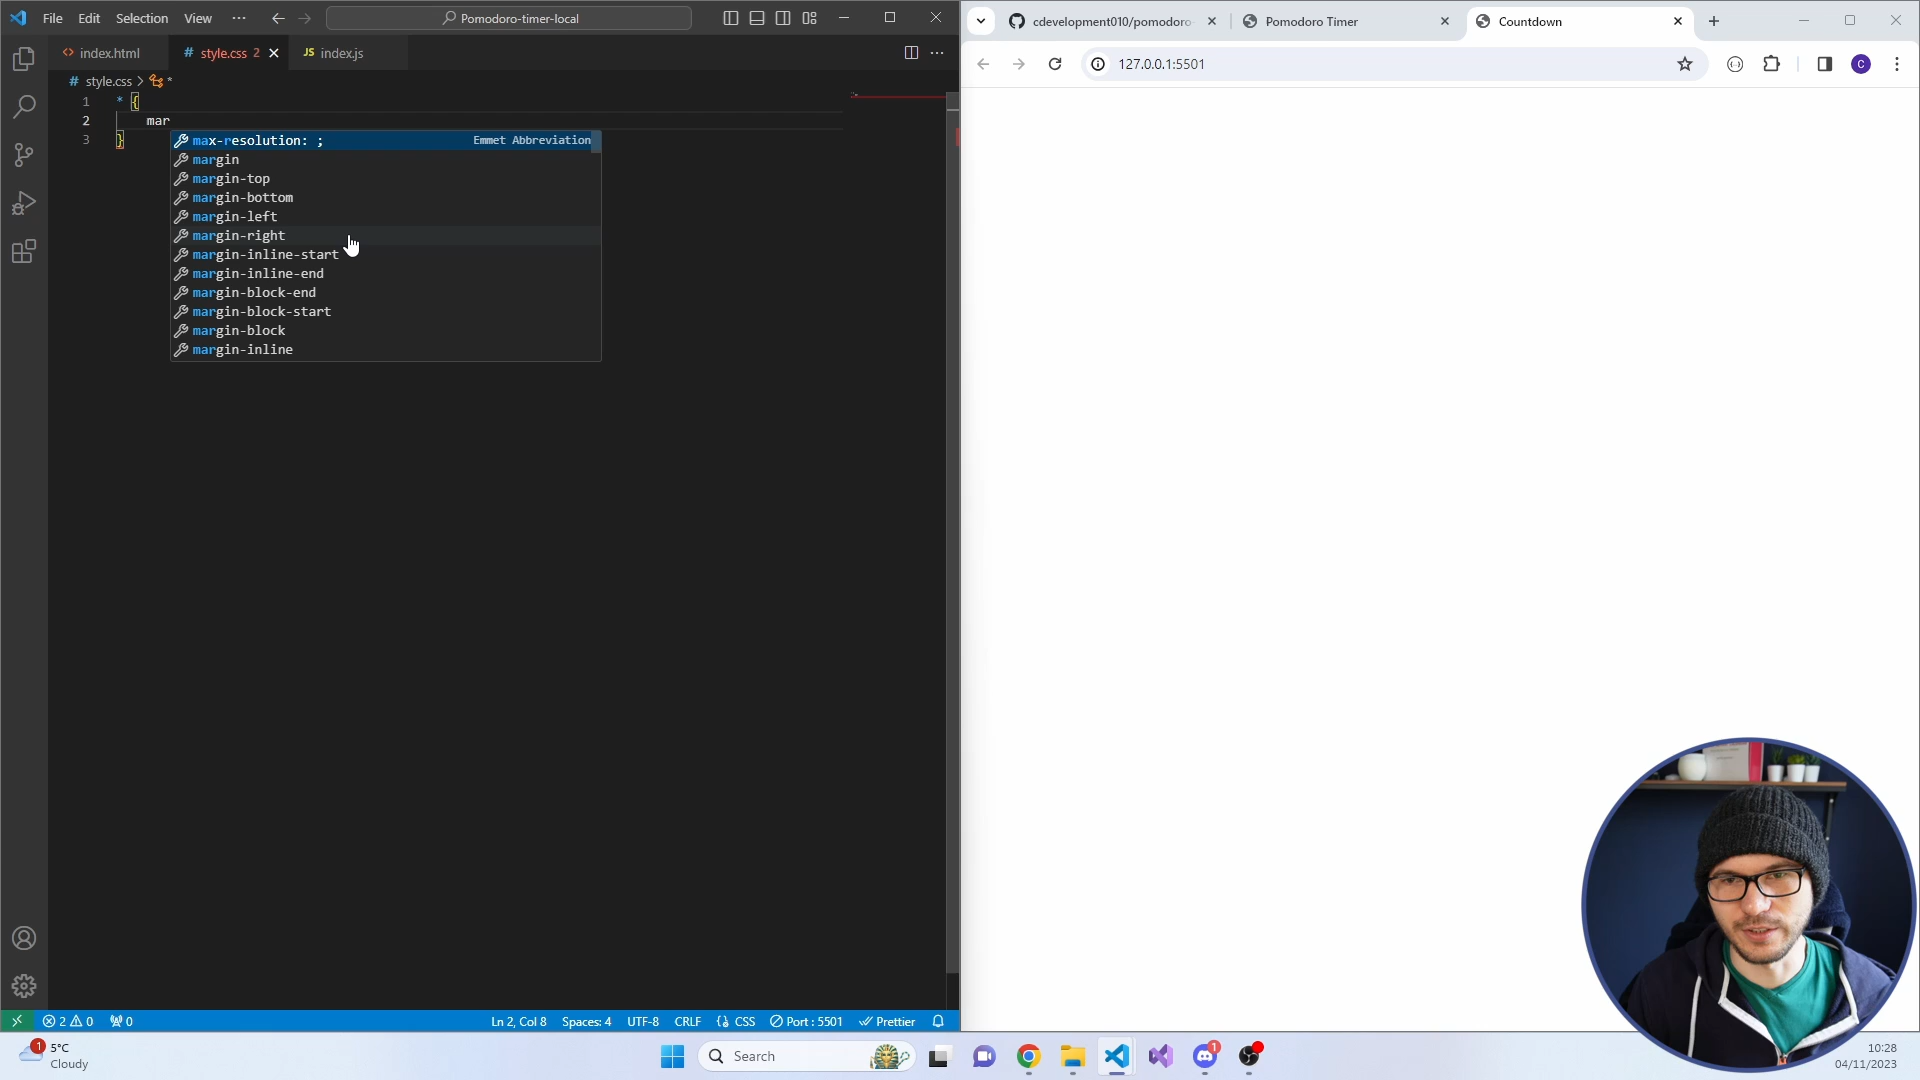 File Edit Selection View ···
Pomodoro-timer-local
index.html
# style.css 2
JS index.js
# style.css > *
1 * {
2 mar
3 }
max-resolution: ; Emmet Abbreviation
margin
margin-top
margin-bottom
margin-left
margin-right
margin-inline-start
margin-inline-end
margin-block-end
margin-block-start
margin-block
margin-inline
2 0 0
Ln 2, Col 8 Spaces: 4 UTF-8 CRLF {} CSS Port : 5501 Prettier
cdevelopment010/pomodoro-
Pomodoro Timer
Countdown
127.0.0.1:5501
C
1
5°C
Cloudy
Search
1
10:28
04/11/2023